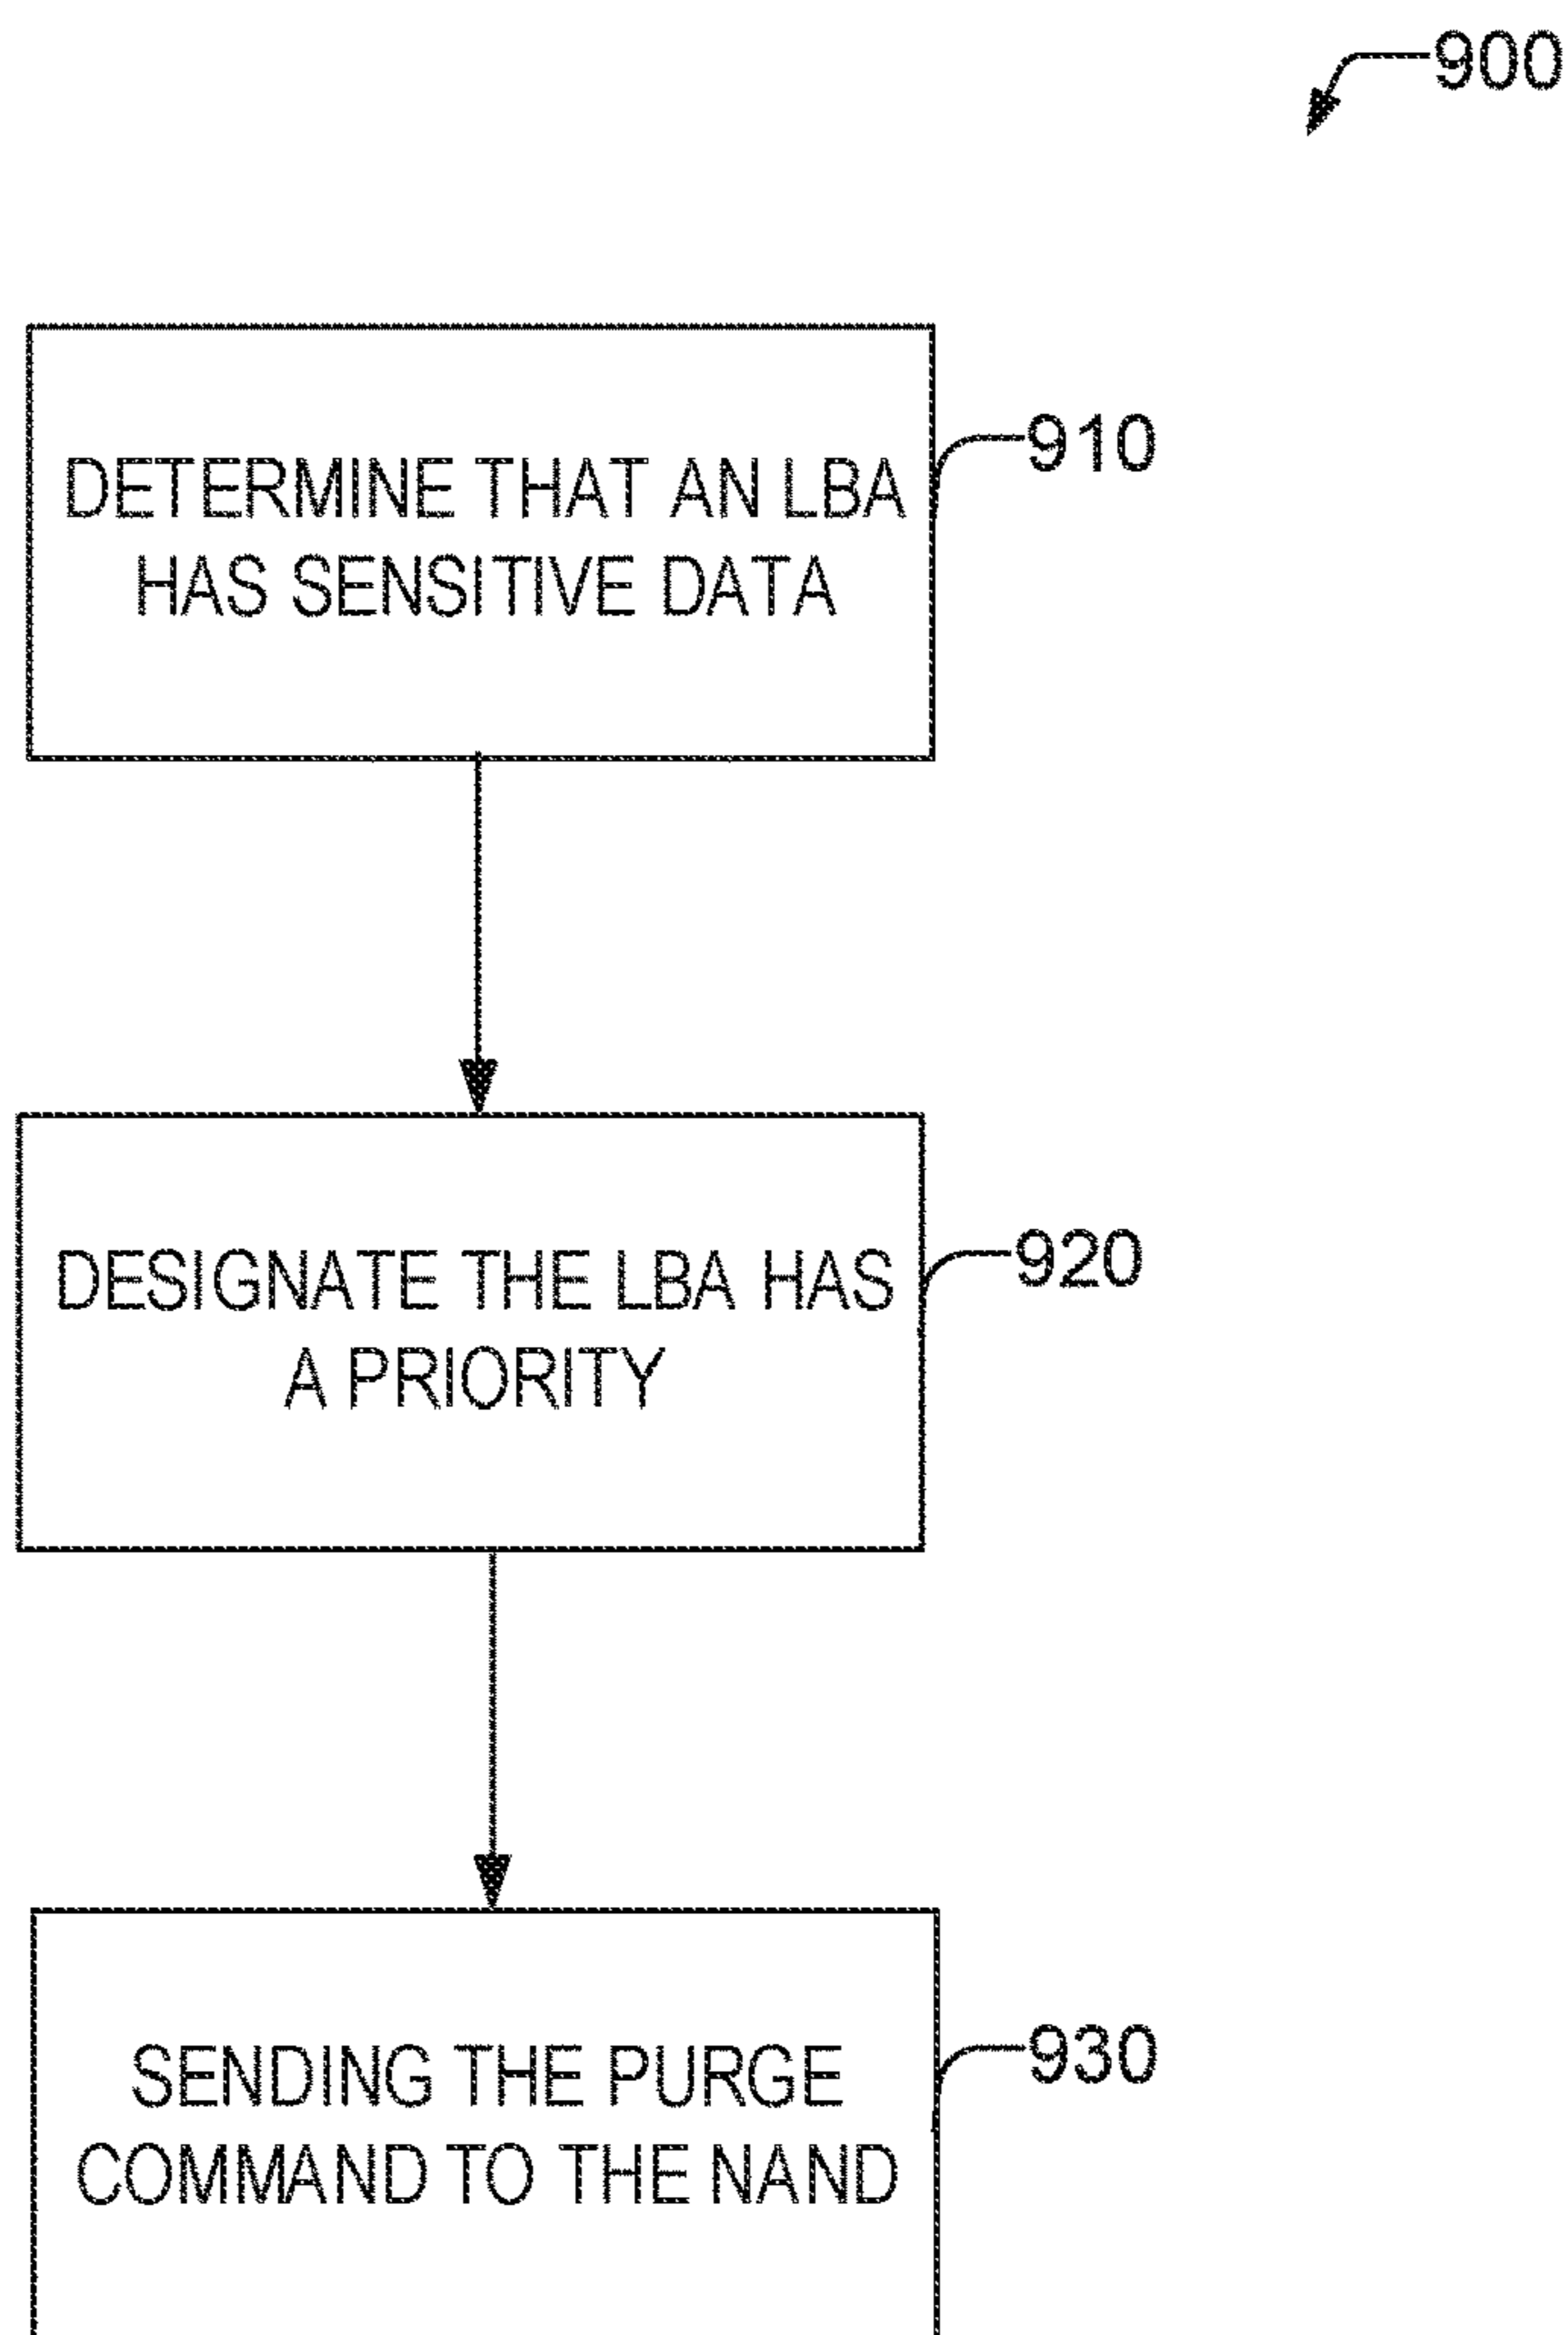 900
DETERMINE THAT AN LBA
HAS SENSITIVE DATA
910
DESIGNATE THE LBA HAS
A PRIORITY
920
SENDING THE PURGE
COMMAND TO THE NAND
930